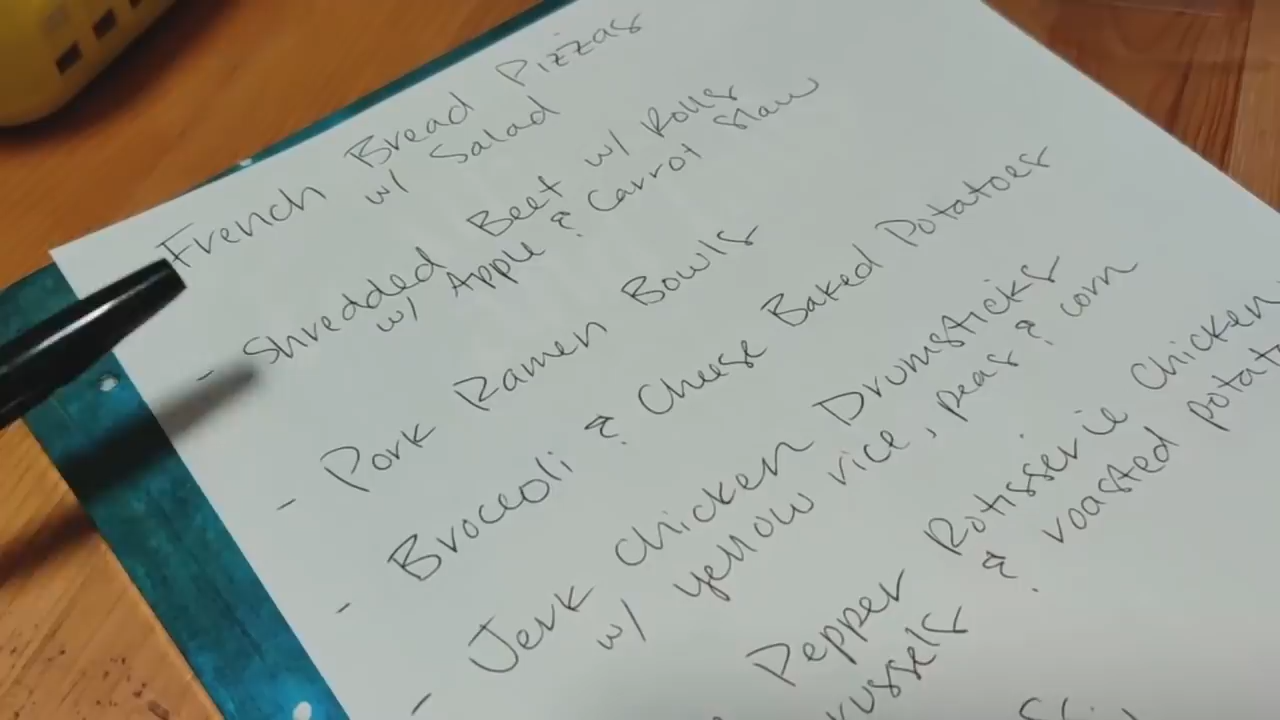 French Bread Pizzas
w/ Salad
- Shredded Beef w/ Rolls
w/ Apple & Carrot Slaw
- Pork Ramen Bowls
- Broccoli & Cheese Baked Potatoes
- Jerk Chicken Drumsticks
w/ yellow rice, peas & corn
Pepper Rotisserie Chicken
& roasted